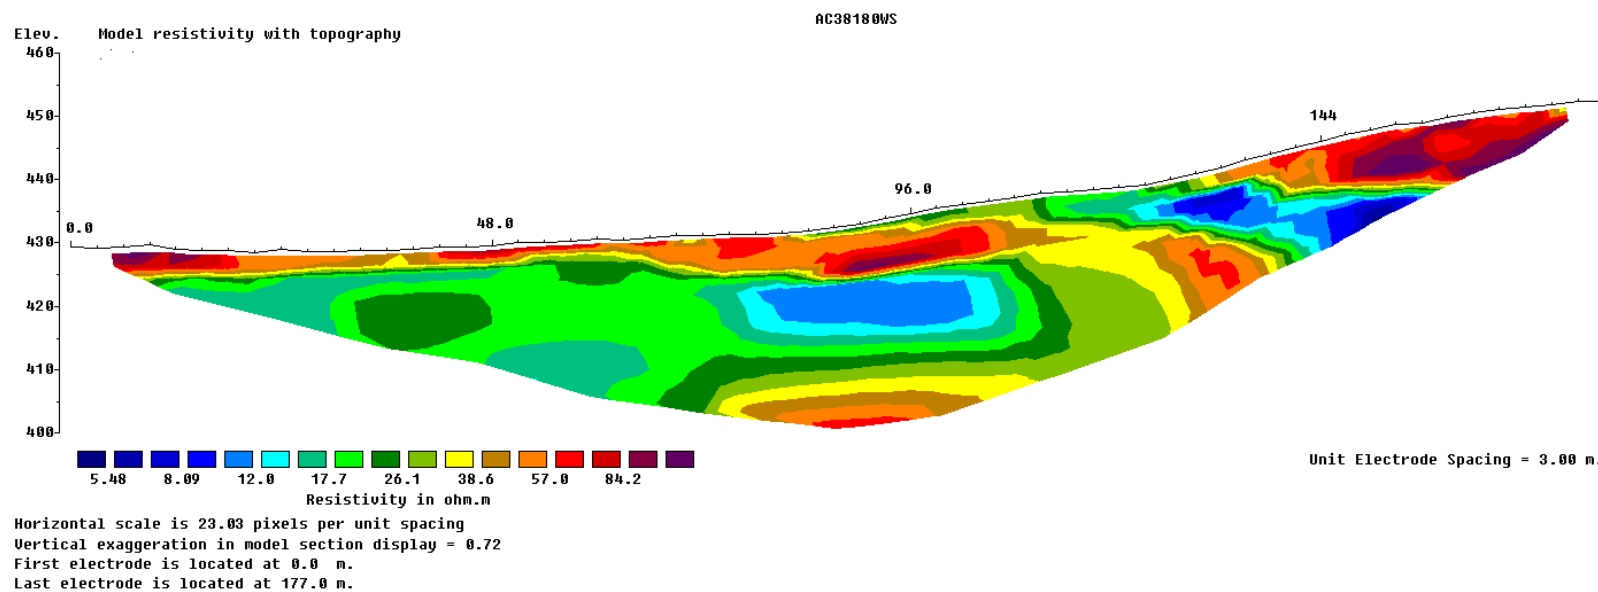 AC38180WS
Elev. Model resistivity with topography
460
450
144
440
96.0
0.0
48.0
430
420
410
400
5.48 8.09 12.0 17.7 26.1 38.6 57.0 84.2
Unit Electrode Spacing = 3.00 m.
Resistivity in ohm.m
Horizontal scale is 23.03 pixels per unit spacing
Vertical exaggeration in model section display = 0.72
First electrode is located at 0.0 m.
Last electrode is located at 177.0 m.